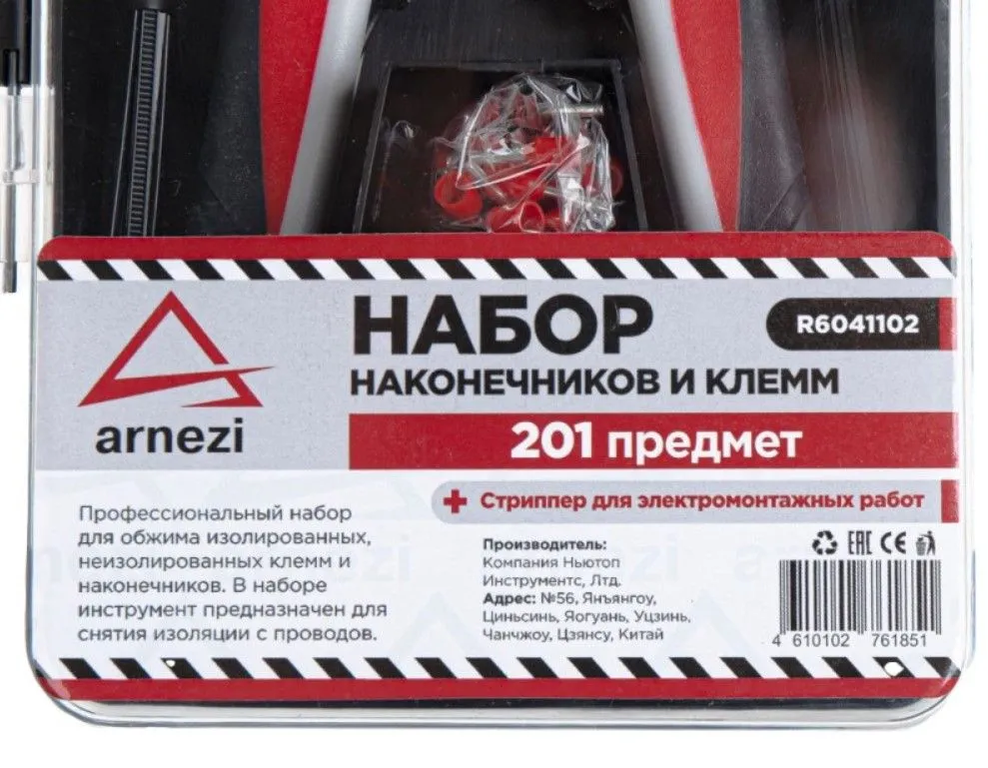 НАБОР
R6041102
НАКОНЕЧНИКОВ И КЛЕММ
arnezi
201 предмет
+ Стриппер для электромонтажных работ
Профессиональный набор
для обжима изолированных,
неизолированных клемм и
наконечников. В наборе
инструмент предназначен для
снятия изоляции с проводов.
Производитель:
Компания Ньютоп
Инструментс, Лтд.
Адрес: №56, Янъянгоу,
Циньсинь, Яогуань, Уцзинь,
Чанчжоу, Цзянсу, Китай
EAC CE
4 610102 761851